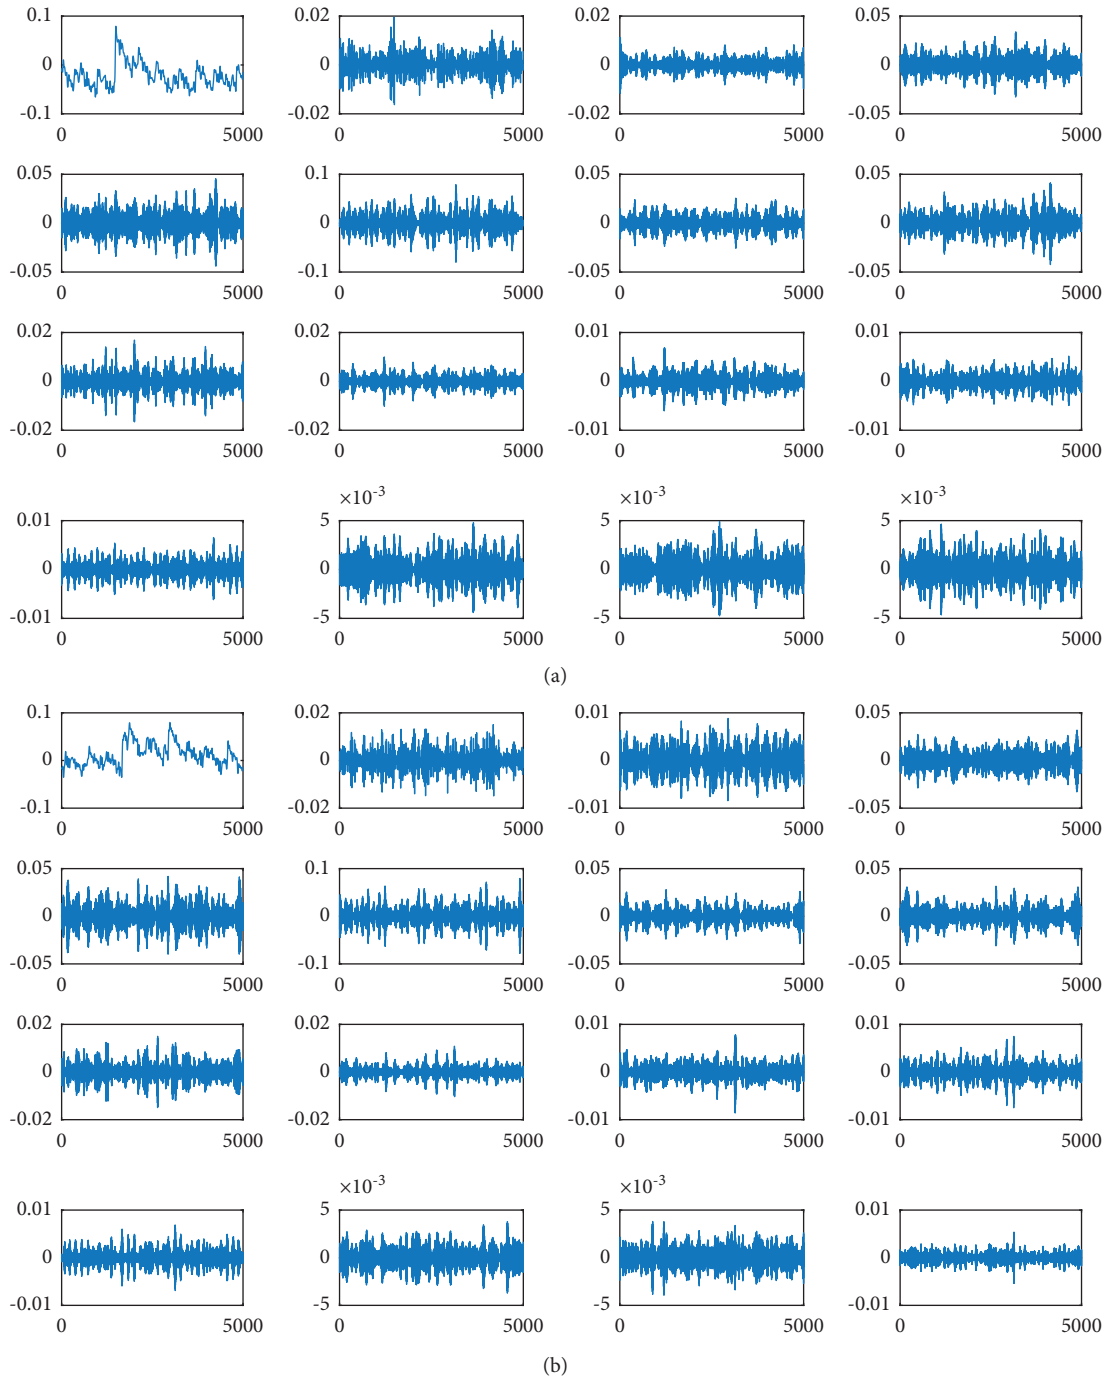 0.1 0.02 0.02 0.05
0 0 0 0
-0.1 -0.02 -0.02 -0.05
0 5000 0 5000 0 5000 0 5000
0.05 0.1 0.05 0.05
0 0 0 0
-0.05 -0.1 -0.05 -0.05
0 5000 0 5000 0 5000 0 5000
0.02 0.02 0.01 0.01
0 0 0 0
-0.02 -0.02 -0.01 -0.01
0 5000 0 5000 0 5000 0 5000
×10-3 ×10-3 ×10-3
0.01 5 5 5
0 0 0 0
-0.01 -5 -5 -5
0 5000 0 5000 0 5000 0 5000
(a)
0.1 0.02 0.01 0.05
0 0 0 0
-0.1 -0.02 -0.01 -0.05
0 5000 0 5000 0 5000 0 5000
0.05 0.1 0.05 0.05
0 0 0 0
-0.05 -0.1 -0.05 -0.05
0 5000 0 5000 0 5000 0 5000
0.02 0.02 0.01 0.01
0 0 0 0
-0.02 -0.02 -0.01 -0.01
0 5000 0 5000 0 5000 0 5000
×10-3 ×10-3
0.01 5 5 0.01
0 0 0 0
-0.01 -5 -5 -0.01
0 5000 0 5000 0 5000 0 5000
(b)